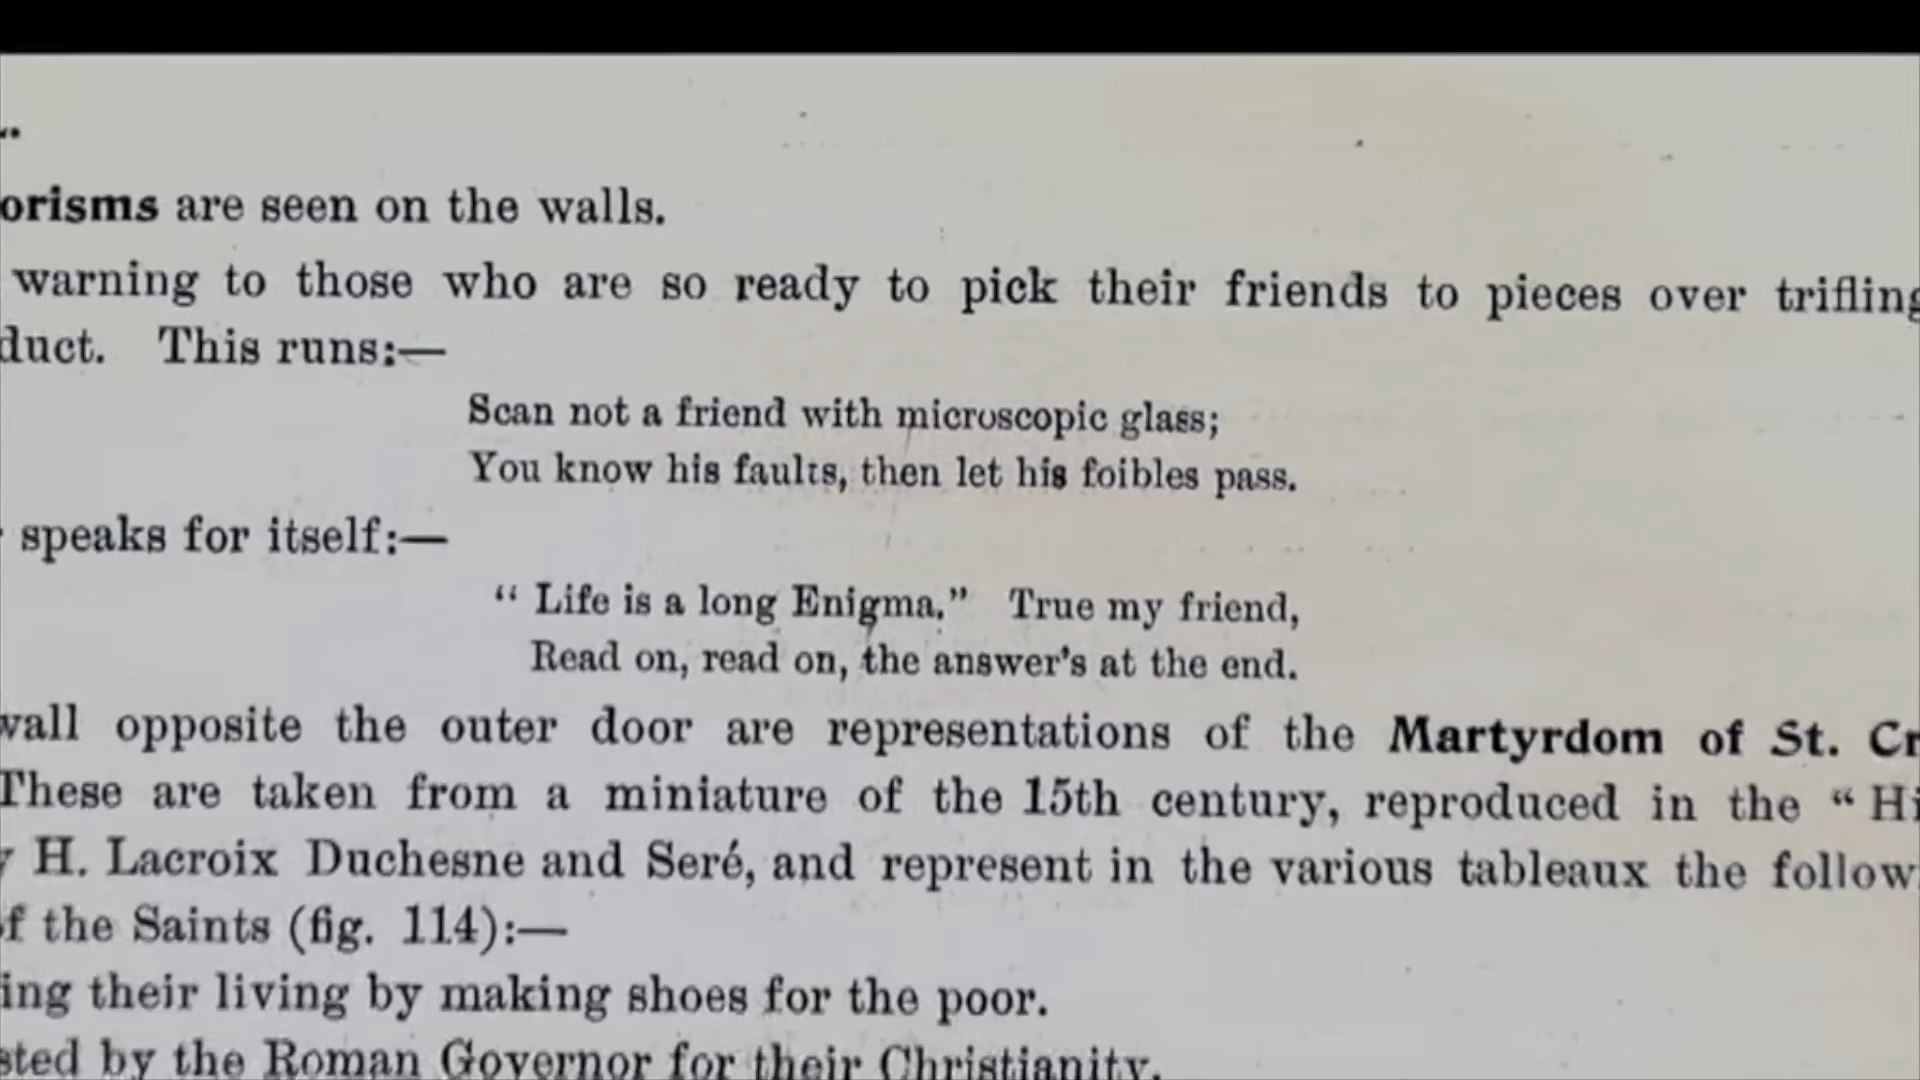 orisms are seen on the walls.
warning to those who are so ready to pick their friends to pieces over trifling
duct. This runs:—
Scan not a friend with microscopic glass;
You know his faults, then let his foibles pass.
speaks for itself:—
“ Life is a long Enigma.” True my friend,
Read on, read on, the answer's at the end.
wall opposite the outer door are representations of the Martyrdom of St. Cr
These are taken from a miniature of the 15th century, reproduced in the “ Hi
H. Lacroix Duchesne and Seré, and represent in the various tableaux the follow
of the Saints (fig. 114):—
ing their living by making shoes for the poor.
sted by the Roman Governor for their Christianity.